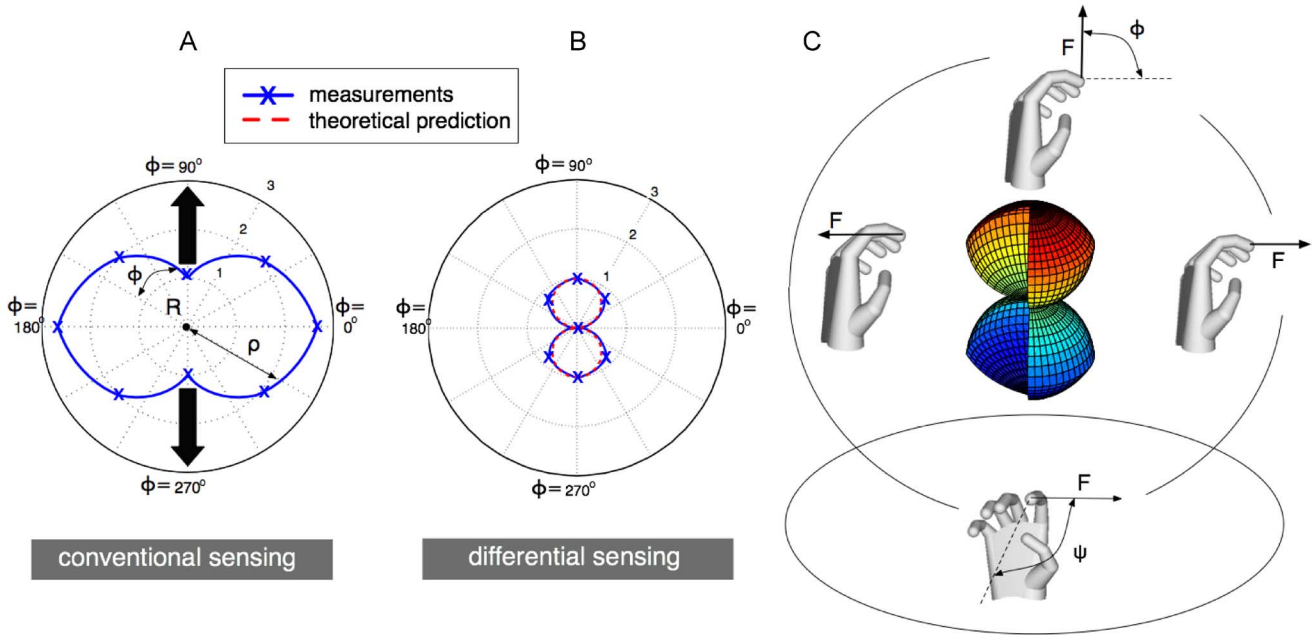 A
B
C
measurements
theoretical prediction
ϕ= 90°
3
2
1
ϕ
R
ρ
ϕ= 180°
ϕ= 0°
ϕ= 270°
ϕ= 90°
3
2
1
ϕ= 180°
ϕ= 0°
ϕ= 270°
conventional sensing
differential sensing
F
ϕ
F
F
F
ψ